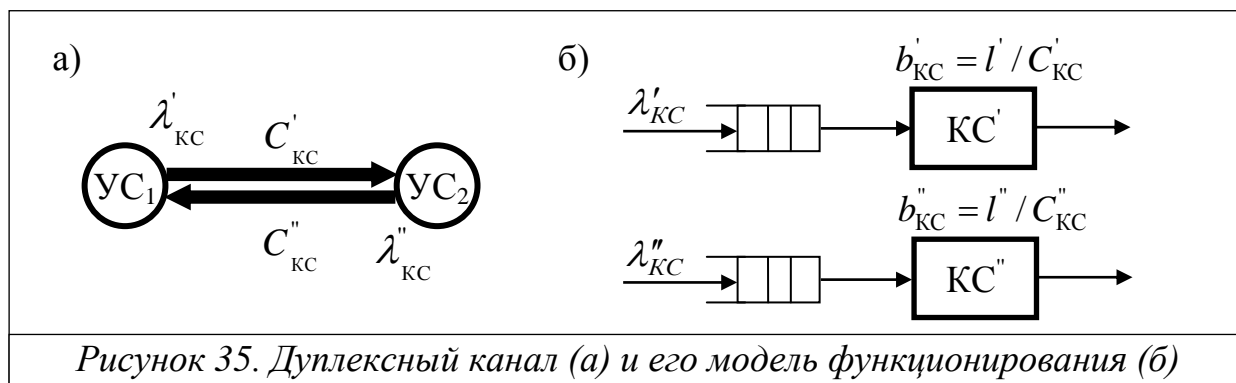 а)
λ'КС
C'КС
УС₁
УС₂
C''КС
λ''КС
б)
b'КС = l' / C'КС
λ'КС
КС'
b''КС = l'' / C''КС
λ''КС
КС''
Рисунок 35. Дуплексный канал (а) и его модель функционирования (б)